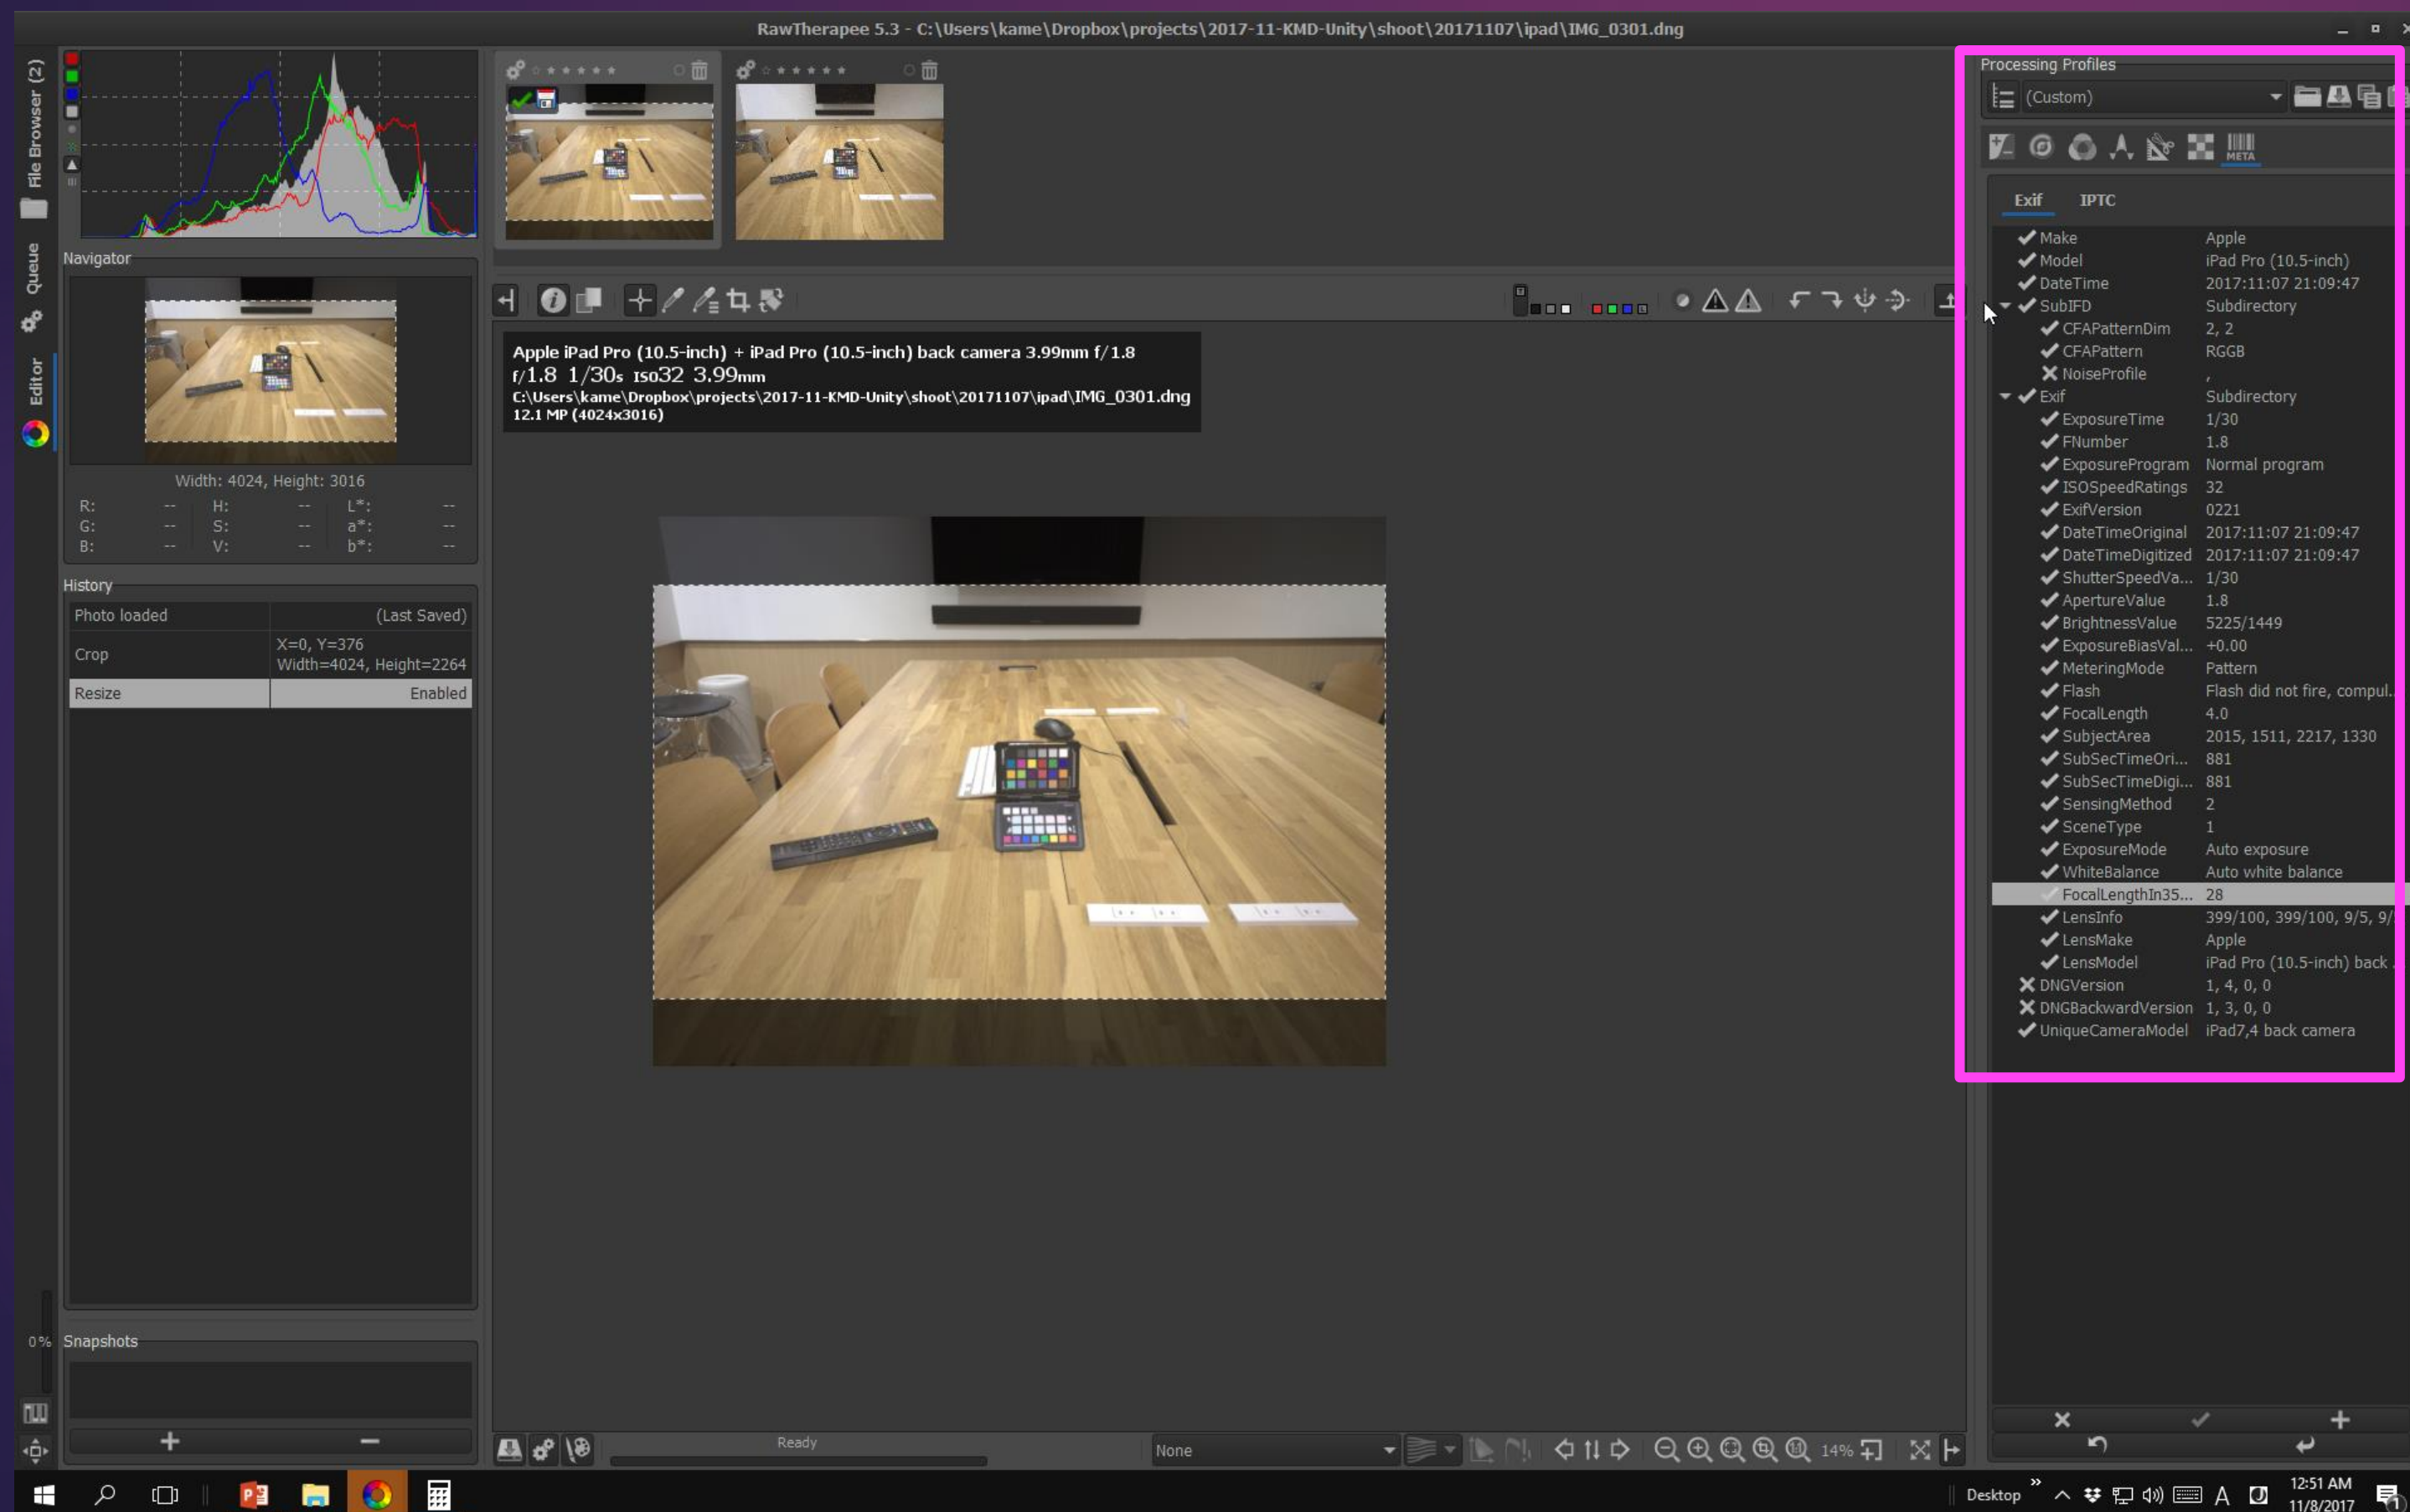 RawTherapee 5.3 - C:\Users\kame\Dropbox\projects\2017-11-KMD-Unity\shoot\20171107\ipad\IMG_0301.dng
File Browser (2)
Queue
Editor
Navigator
Width: 4024, Height: 3016
R: -- H: -- L*: --
G: -- S: -- a*: --
B: -- V: -- b*: --
History
Photo loaded (Last Saved)
Crop X=0, Y=376
Width=4024, Height=2264
Resize Enabled
0%
Snapshots
Apple iPad Pro (10.5-inch) + iPad Pro (10.5-inch) back camera 3.99mm f/1.8
f/1.8 1/30s ISO32 3.99mm
C:\Users\kame\Dropbox\projects\2017-11-KMD-Unity\shoot\20171107\ipad\IMG_0301.dng
12.1 MP (4024x3016)
Ready
None
14%
Processing Profiles
(Custom)
META
Exif IPTC
Make Apple
Model iPad Pro (10.5-inch)
DateTime 2017:11:07 21:09:47
SubIFD Subdirectory
CFAPatternDim 2, 2
CFAPattern RGGB
NoiseProfile ,
Exif Subdirectory
ExposureTime 1/30
FNumber 1.8
ExposureProgram Normal program
ISOSpeedRatings 32
ExifVersion 0221
DateTimeOriginal 2017:11:07 21:09:47
DateTimeDigitized 2017:11:07 21:09:47
ShutterSpeedVa... 1/30
ApertureValue 1.8
BrightnessValue 5225/1449
ExposureBiasVal... +0.00
MeteringMode Pattern
Flash Flash did not fire, compul..
FocalLength 4.0
SubjectArea 2015, 1511, 2217, 1330
SubSecTimeOri... 881
SubSecTimeDigi... 881
SensingMethod 2
SceneType 1
ExposureMode Auto exposure
WhiteBalance Auto white balance
FocalLengthIn35... 28
LensInfo 399/100, 399/100, 9/5, 9/
LensMake Apple
LensModel iPad Pro (10.5-inch) back .
DNGVersion 1, 4, 0, 0
DNGBackwardVersion 1, 3, 0, 0
UniqueCameraModel iPad7,4 back camera
Desktop
A
12:51 AM
11/8/2017